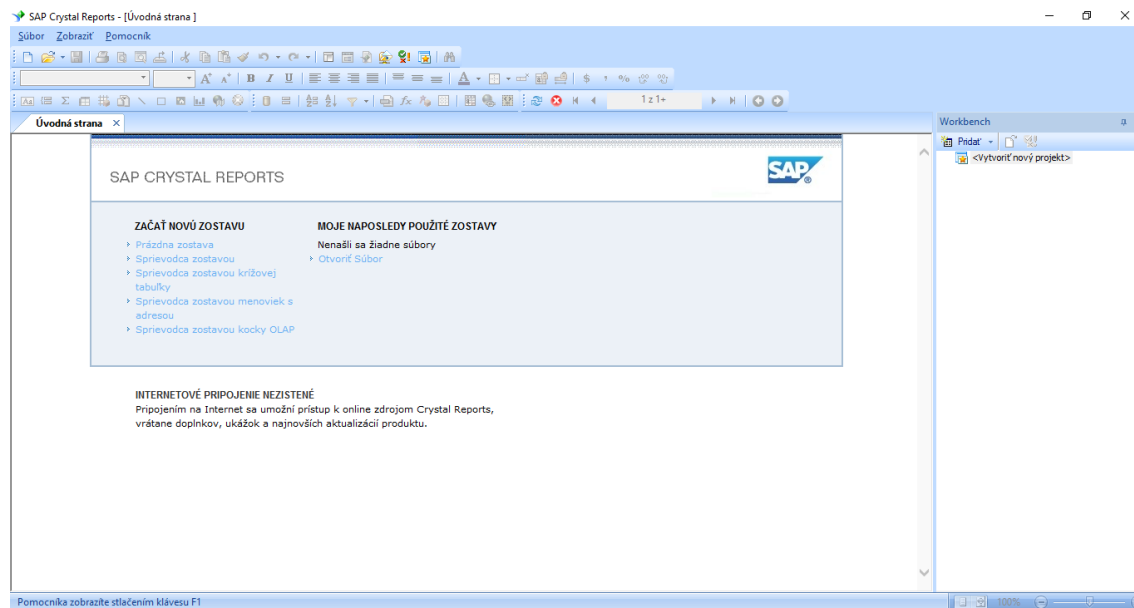 SAP Crystal Reports - [Úvodná strana ]
Súbor Zobraziť Pomocník
1 z 1+
Úvodná strana
Workbench
Pridať
<Vytvoriť nový projekt>
SAP CRYSTAL REPORTS
SAP
ZAČAŤ NOVÚ ZOSTAVU
Prázdna zostava
Sprievodca zostavou
Sprievodca zostavou krížovej
tabuľky
Sprievodca zostavou menoviek s
adresou
Sprievodca zostavou kocky OLAP
MOJE NAPOSLEDY POUŽITÉ ZOSTAVY
Nenašli sa žiadne súbory
Otvoriť Súbor
INTERNETOVÉ PRIPOJENIE NEZISTENÉ
Pripojením na Internet sa umožní prístup k online zdrojom Crystal Reports,
vrátane doplnkov, ukážok a najnovších aktualizácií produktu.
Pomocníka zobrazíte stlačením klávesu F1
100%